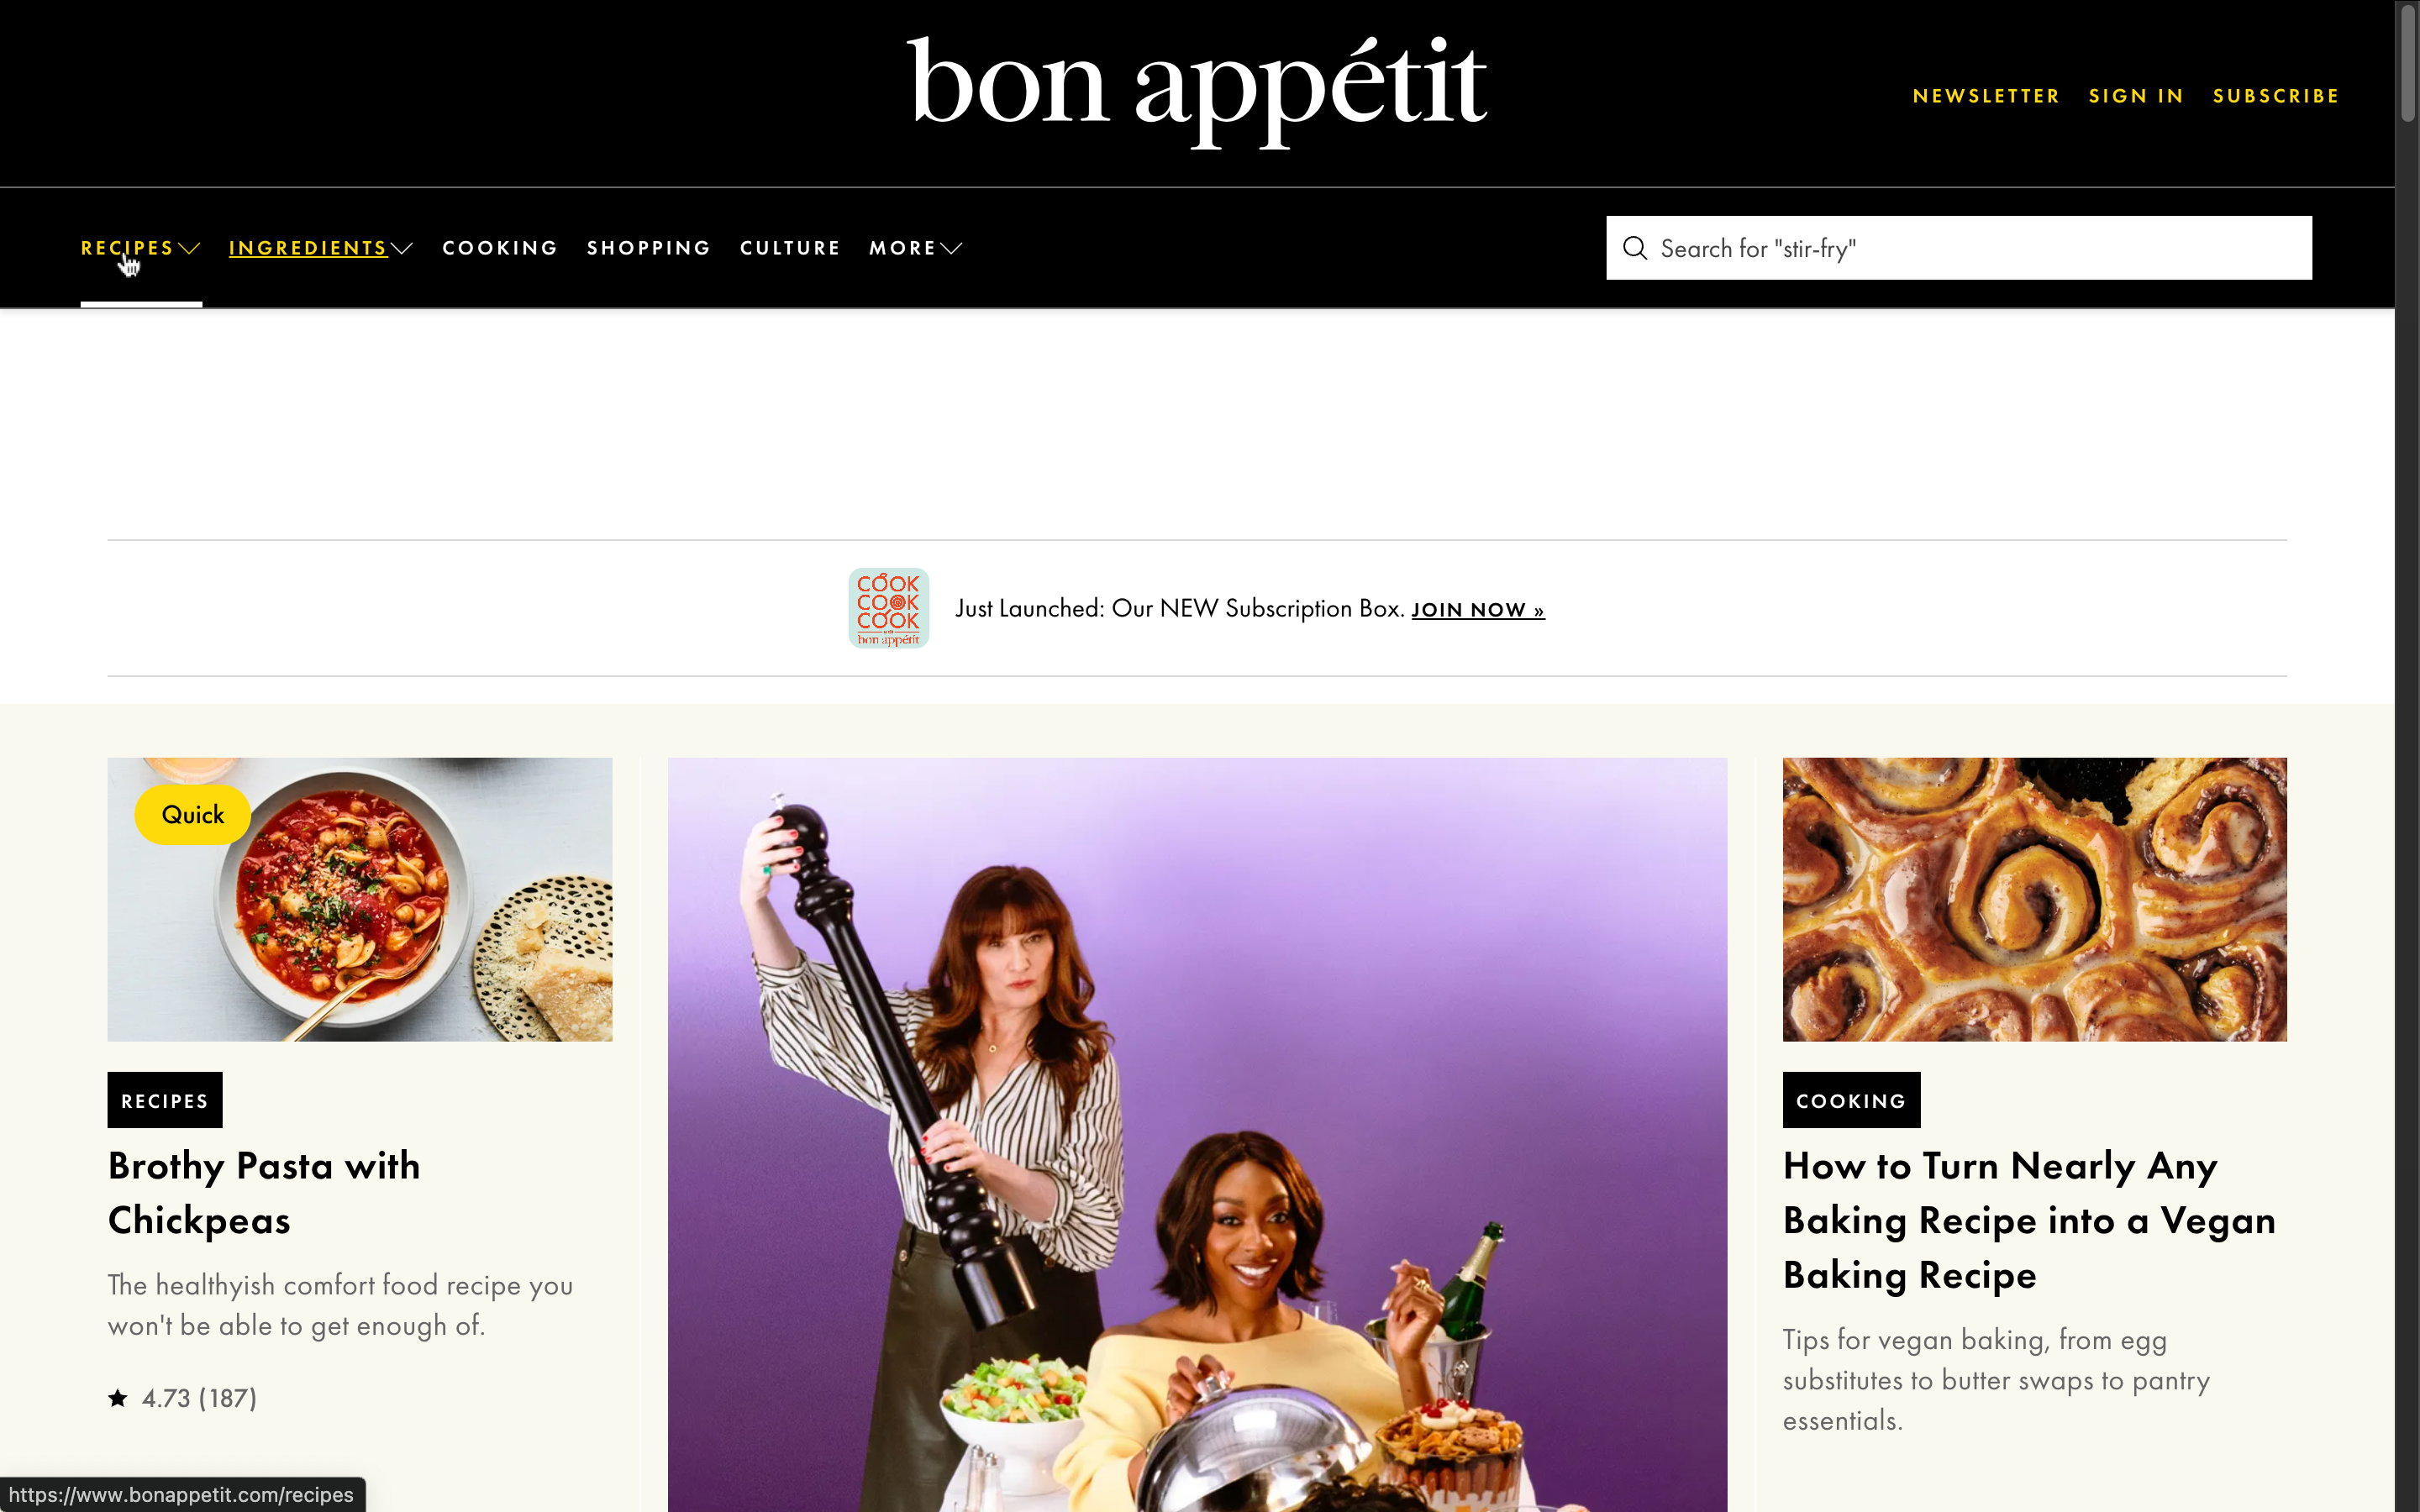 bon appétit
NEWSLETTER SIGN IN SUBSCRIBE
RECIPES INGREDIENTS COOKING SHOPPING CULTURE MORE
Search for "stir-fry"
COOK
COOK
COOK
with
bon appétit
Just Launched: Our NEW Subscription Box. JOIN NOW »
Quick
RECIPES
Brothy Pasta with
Chickpeas
The healthyish comfort food recipe you
won't be able to get enough of.
4.73 (187)
COOKING
How to Turn Nearly Any
Baking Recipe into a Vegan
Baking Recipe
Tips for vegan baking, from egg
substitutes to butter swaps to pantry
essentials.
https://www.bonappetit.com/recipes